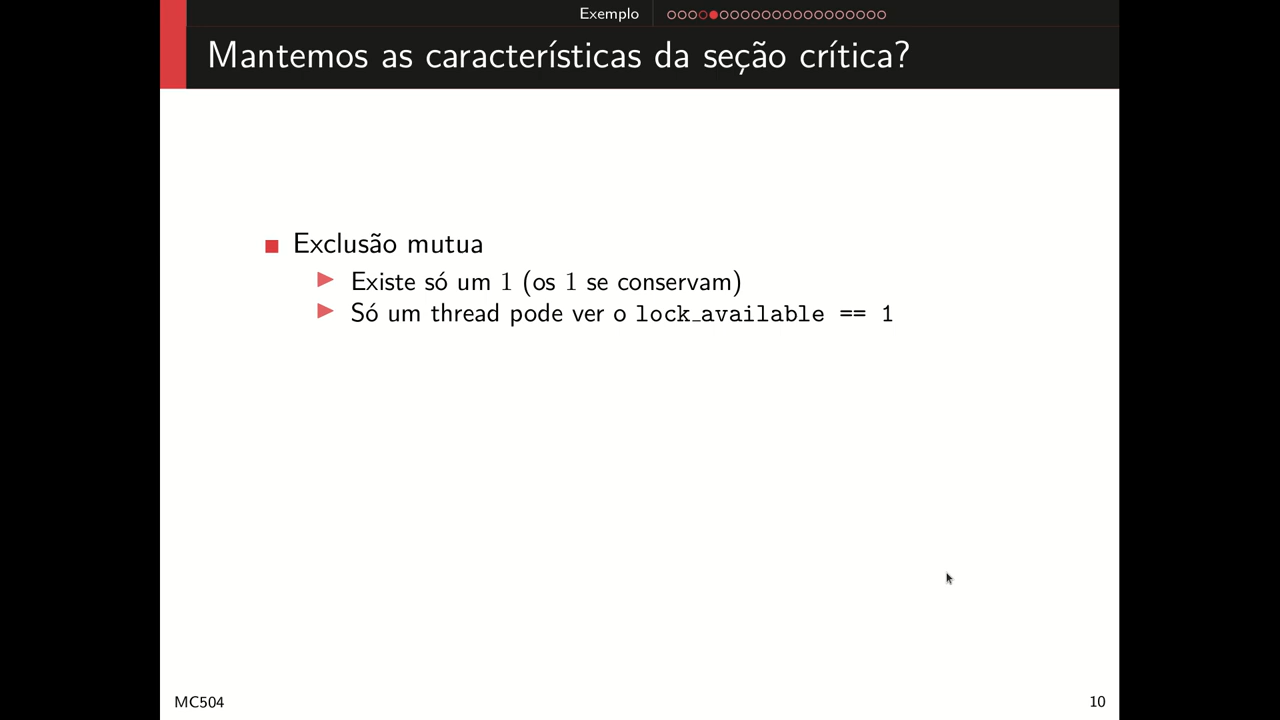 Exemplo
Mantemos as características da seção crítica?
Exclusão mutua
Existe só um 1 (os 1 se conservam)
Só um thread pode ver o lock_available == 1
MC504
10